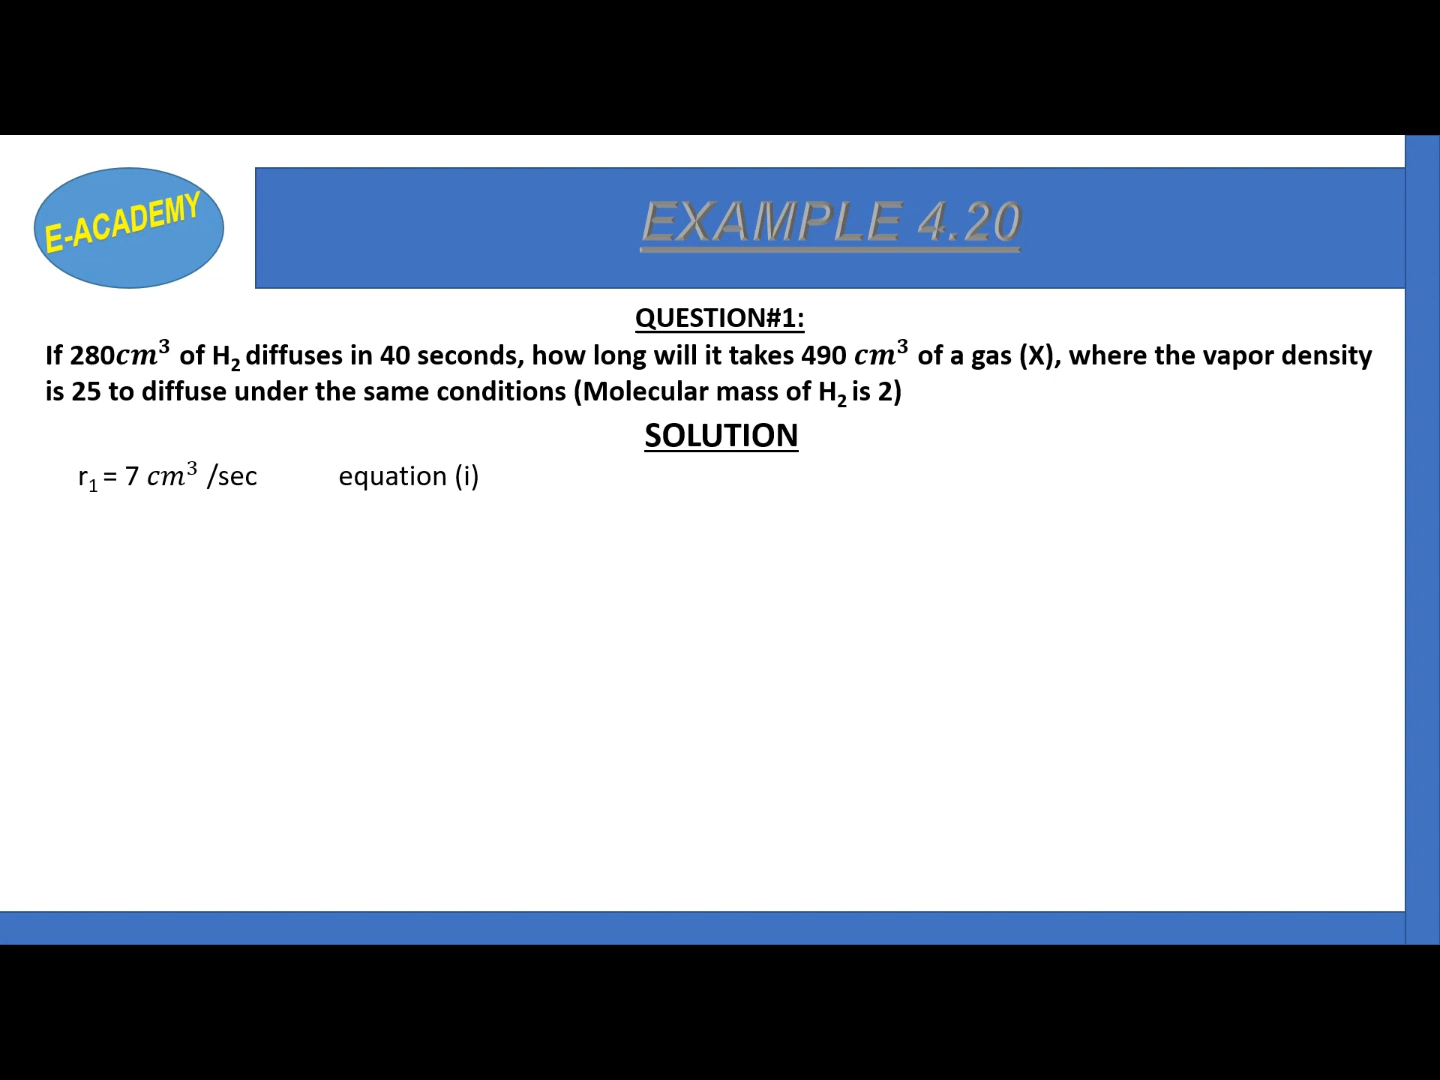 E-ACADEMY
EXAMPLE 4.20
QUESTION#1:
If 280cm³ of H₂ diffuses in 40 seconds, how long will it takes 490 cm³ of a gas (X), where the vapor density
is 25 to diffuse under the same conditions (Molecular mass of H₂ is 2)
SOLUTION
r₁ = 7 cm³ /sec equation (i)